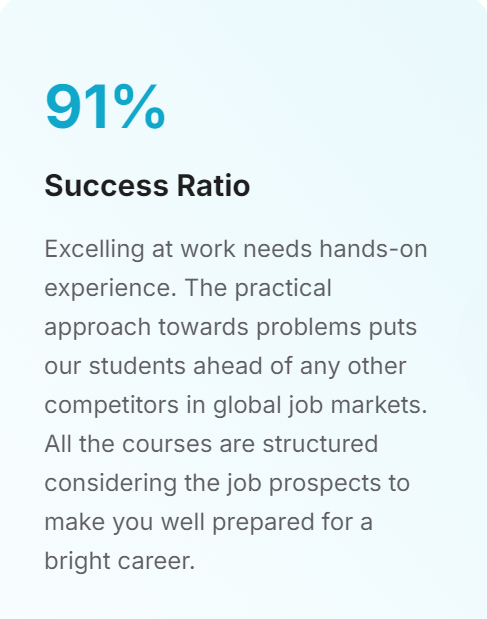 91%
Success Ratio
Excelling at work needs hands-on
experience. The practical
approach towards problems puts
our students ahead of any other
competitors in global job markets.
All the courses are structured
considering the job prospects to
make you well prepared for a
bright career.